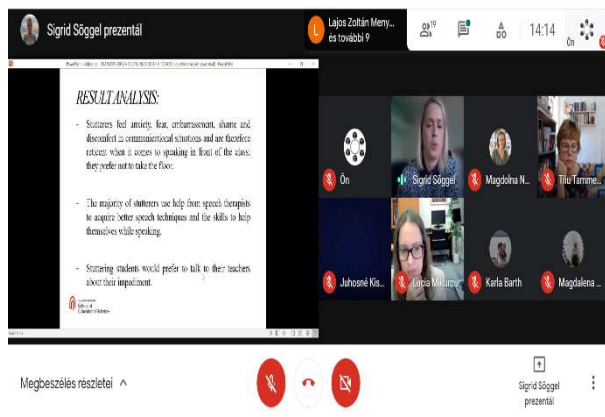 Sigrid Söggel prezentál
L
Lajos Zoltán Meny...
és további 9
19
14:14
Ön
RESULT ANALYSIS:
- Stutterers feel anxiety, fear, embarrassment, shame and
discomfort in communicational situations and are therefore
reticent when it comes to speaking in front of the class;
they prefer not to take the floor.
- The majority of stutterers use help from speech therapists
to acquire better speech techniques and the skills to help
themselves while speaking.
- Stuttering students would prefer to talk to their teachers
about their impediment.
Ön
Sigrid Söggel
Magdolna N...
Tiiu Tamme...
Juhosné Kis...
Lucia Mikurč...
Karla Barth
Magdalena ...
Megbeszélés részletei
Sigrid Söggel
prezentál